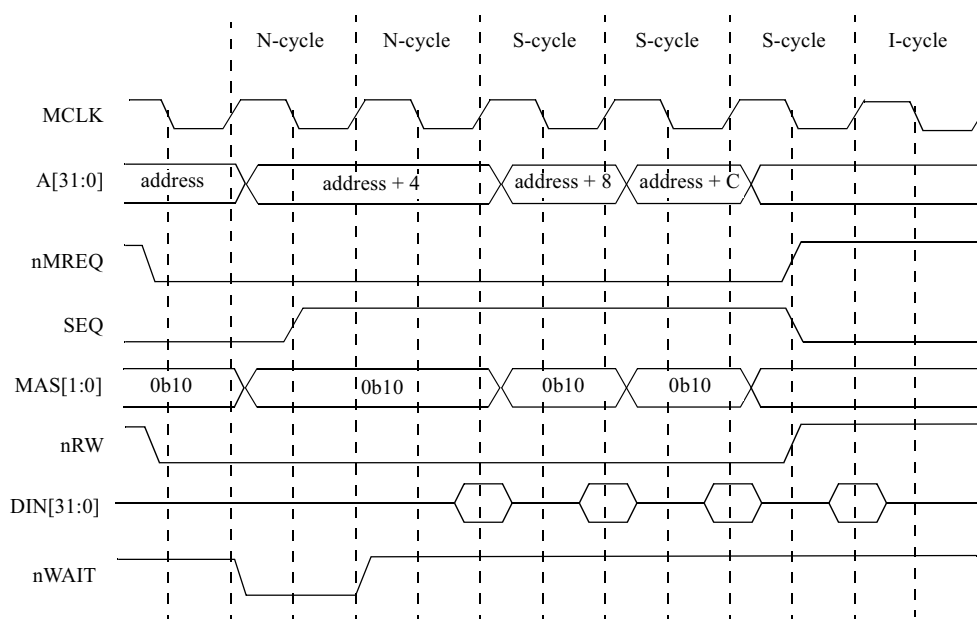 N-cycle N-cycle S-cycle S-cycle S-cycle I-cycle
MCLK
A[31:0] address address + 4 address + 8 address + C
nMREQ
SEQ
MAS[1:0] 0b10 0b10 0b10 0b10
nRW
DIN[31:0]
nWAIT